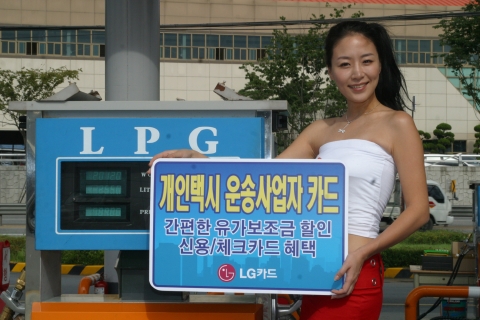 LPG
개인택시 운송사업자 카드
간편한 유가보조금 할인
신용/체크카드 혜택
LG카드